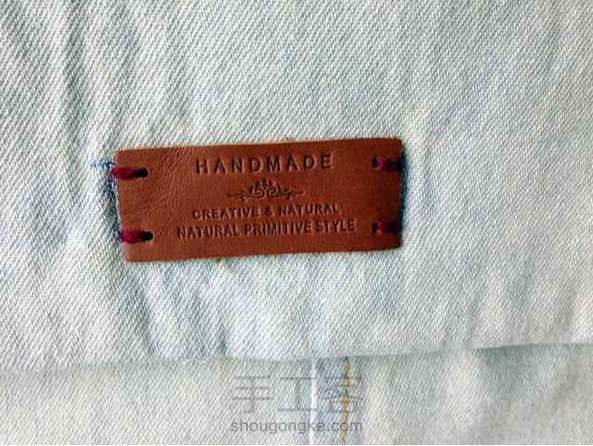 HANDMADE
CREATIVE & NATURAL
NATURAL PRIMITIVE STYLE
手工客
shougongke.com